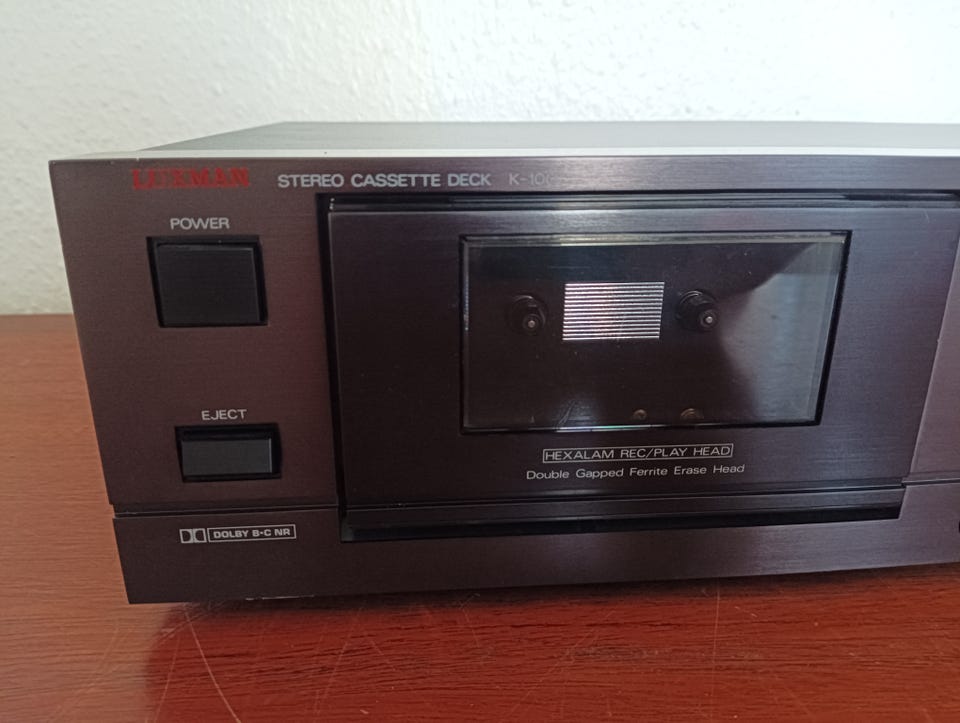 LUXMAN STEREO CASSETTE DECK
POWER
EJECT
HEXALAM REC/PLAY HEAD
Double Gapped Ferrite Erase Head
DOLBY B-C NR